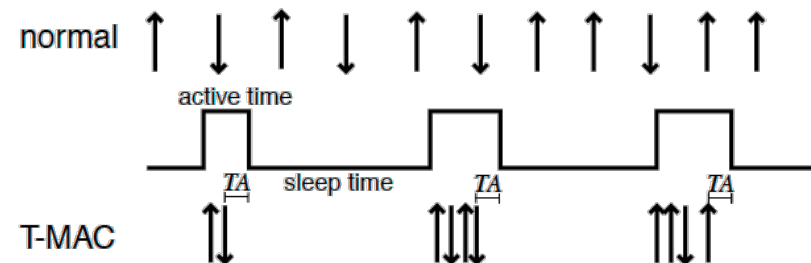 normal
active time
TA
sleep time
TA
TA
T-MAC